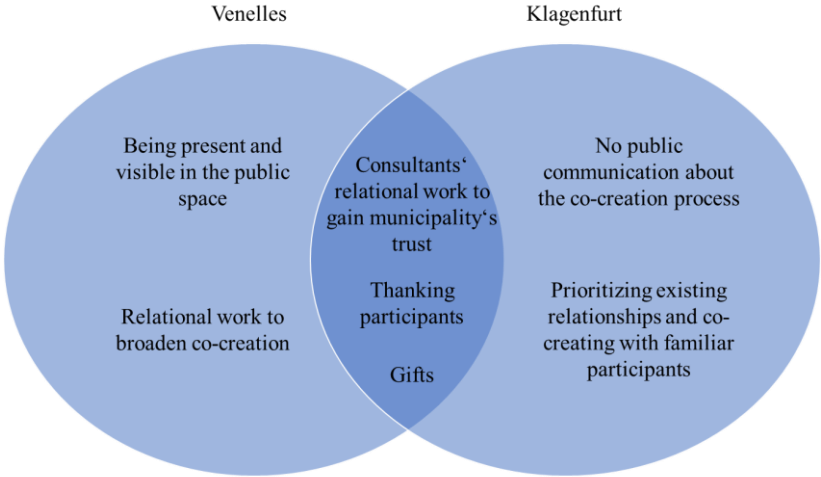 Venelles
Klagenfurt
Being present and
visible in the public
space
Relational work to
broaden co-creation
Consultants‘
relational work to
gain municipality‘s
trust
Thanking
participants
Gifts
No public
communication about
the co-creation process
Prioritizing existing
relationships and co-
creating with familiar
participants